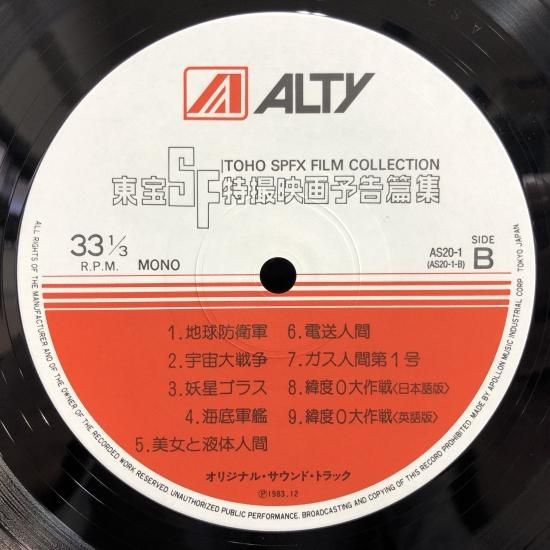 ALTY
TOHO SPFX FILM COLLECTION
東宝SF特撮映画予告篇集
33 1/3
R.P.M. MONO
AS20-1
(AS20-1-B)
SIDE
B
1.地球防衛軍
2.宇宙大戦争
3.妖星ゴラス
4.海底軍艦
5.美女と液体人間
6.電送人間
7.ガス人間第1号
8.緯度0大作戦〈日本語版〉
9.緯度0大作戦〈英語版〉
オリジナル・サウンド・トラック
Ⓟ1983.12
ALL RIGHTS OF THE MANUFACTURER AND OF THE OWNER OF THE RECORDED WORK RESERVED. UNAUTHORIZED PUBLIC PERFORMANCE. BROADCASTING AND COPYING OF THIS RECORD PROHIBITED. MADE BY APOLLON MUSIC INDUSTRIAL CORP. TOKYO JAPAN.